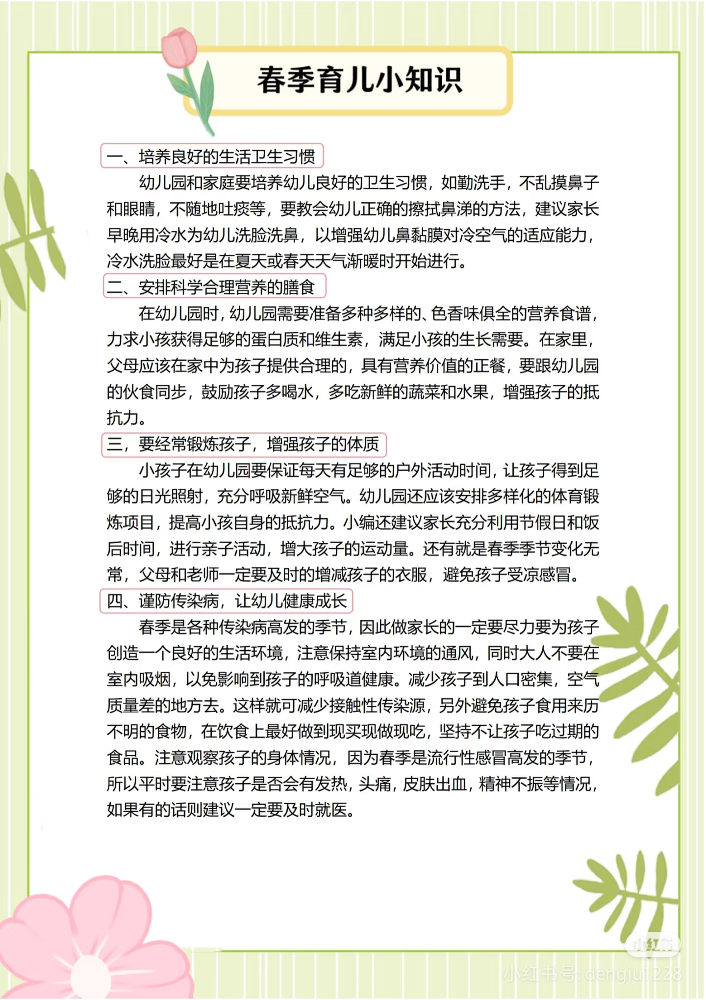 春季育儿小知识
一、培养良好的生活卫生习惯
幼儿园和家庭要培养幼儿良好的卫生习惯，如勤洗手，不乱摸鼻子
和眼睛，不随地吐痰等，要教会幼儿正确的擦拭鼻涕的方法，建议家长
早晚用冷水为幼儿洗脸洗鼻，以增强幼儿鼻黏膜对冷空气的适应能力，
冷水洗脸最好是在夏天或春天天气渐暖时开始进行。
二、安排科学合理营养的膳食
在幼儿园时，幼儿园需要准备多种多样的、色香味俱全的营养食谱，
力求小孩获得足够的蛋白质和维生素，满足小孩的生长需要。在家里，
父母应该在家中为孩子提供合理的，具有营养价值的正餐，要跟幼儿园
的伙食同步，鼓励孩子多喝水，多吃新鲜的蔬菜和水果，增强孩子的抵
抗力。
三，要经常锻炼孩子，增强孩子的体质
小孩子在幼儿园要保证每天有足够的户外活动时间，让孩子得到足
够的日光照射，充分呼吸新鲜空气。幼儿园还应该安排多样化的体育锻
炼项目，提高小孩自身的抵抗力。小编还建议家长充分利用节假日和饭
后时间，进行亲子活动，增大孩子的运动量。还有就是春季季节变化无
常，父母和老师一定要及时的增减孩子的衣服，避免孩子受凉感冒。
四、谨防传染病，让幼儿健康成长
春季是各种传染病高发的季节，因此做家长的一定要尽力要为孩子
创造一个良好的生活环境，注意保持室内环境的通风，同时大人不要在
室内吸烟，以免影响到孩子的呼吸道健康。减少孩子到人口密集，空气
质量差的地方去。这样就可减少接触性传染源，另外避免孩子食用来历
不明的食物，在饮食上最好做到现买现做现吃，坚持不让孩子吃过期的
食品。注意观察孩子的身体情况，因为春季是流行性感冒高发的季节，
所以平时要注意孩子是否会有发热，头痛，皮肤出血，精神不振等情况，
如果有的话则建议一定要及时就医。
小红书
小红书号: dengju1228